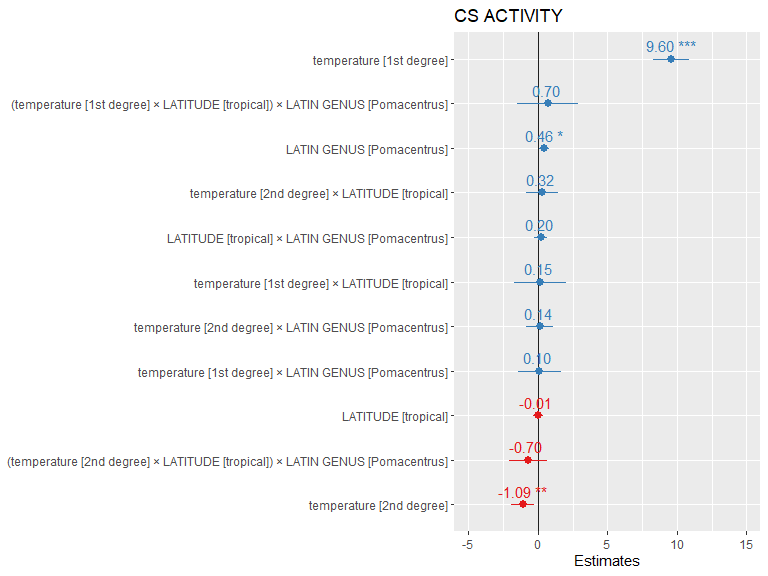 CS ACTIVITY
temperature [1st degree]
9.60 ***
(temperature [1st degree] × LATITUDE [tropical]) × LATIN GENUS [Pomacentrus]
0.70
LATIN GENUS [Pomacentrus]
0.46 *
temperature [2nd degree] × LATITUDE [tropical]
0.32
LATITUDE [tropical] × LATIN GENUS [Pomacentrus]
0.20
temperature [1st degree] × LATITUDE [tropical]
0.15
temperature [2nd degree] × LATIN GENUS [Pomacentrus]
0.14
temperature [1st degree] × LATIN GENUS [Pomacentrus]
0.10
LATITUDE [tropical]
-0.01
(temperature [2nd degree] × LATITUDE [tropical]) × LATIN GENUS [Pomacentrus]
-0.70
temperature [2nd degree]
-1.09 **
-5 0 5 10 15
Estimates